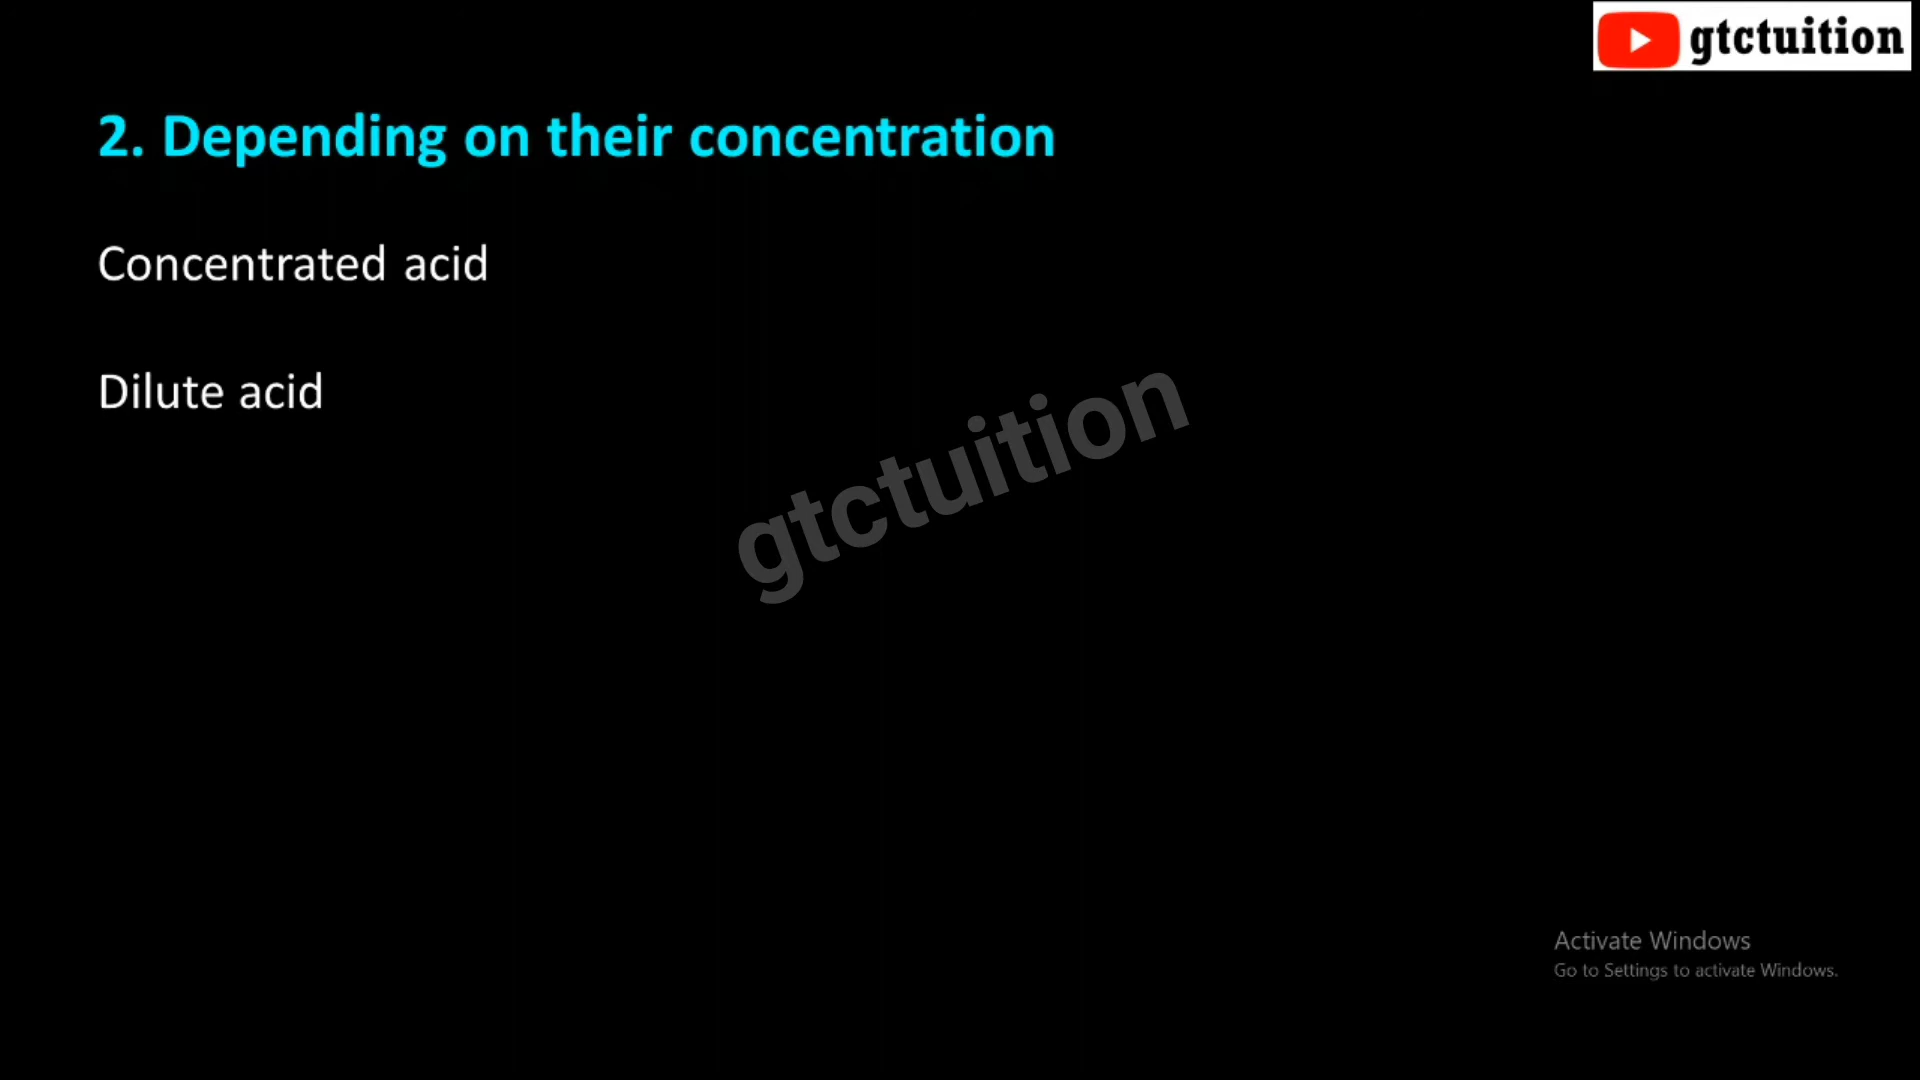 gtctuition
2. Depending on their concentration
Concentrated acid
Dilute acid
gtctuition
Activate Windows
Go to Settings to activate Windows.